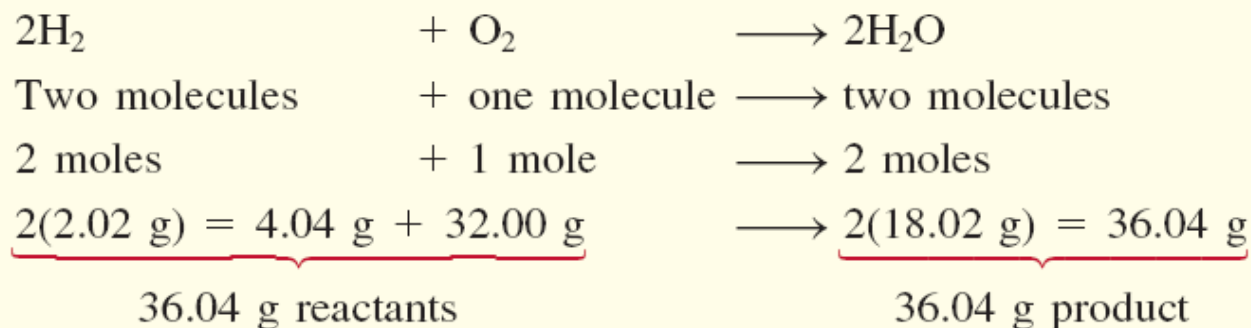 2H₂ + O₂ ⟶ 2H₂O
Two molecules + one molecule ⟶ two molecules
2 moles + 1 mole ⟶ 2 moles
2(2.02 g) = 4.04 g + 32.00 g ⟶ 2(18.02 g) = 36.04 g
36.04 g reactants 36.04 g product